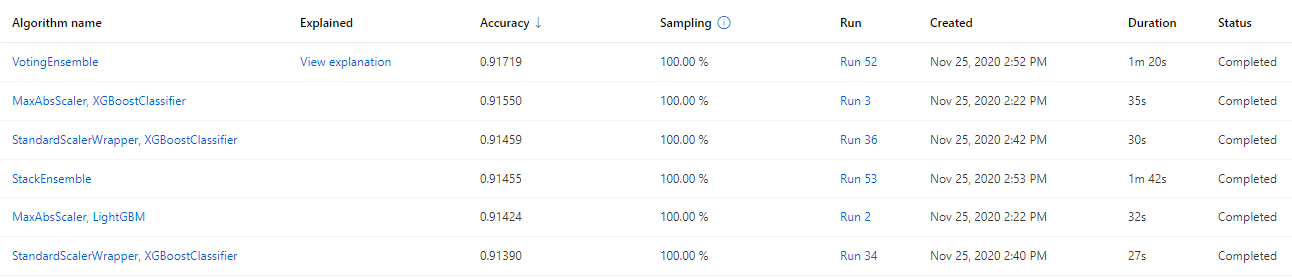 Algorithm name Explained Accuracy ↓ Sampling ⓘ Run Created Duration Status
VotingEnsemble View explanation 0.91719 100.00 % Run 52 Nov 25, 2020 2:52 PM 1m 20s Completed
MaxAbsScaler, XGBoostClassifier 0.91550 100.00 % Run 3 Nov 25, 2020 2:22 PM 35s Completed
StandardScalerWrapper, XGBoostClassifier 0.91459 100.00 % Run 36 Nov 25, 2020 2:42 PM 30s Completed
StackEnsemble 0.91455 100.00 % Run 53 Nov 25, 2020 2:53 PM 1m 42s Completed
MaxAbsScaler, LightGBM 0.91424 100.00 % Run 2 Nov 25, 2020 2:22 PM 32s Completed
StandardScalerWrapper, XGBoostClassifier 0.91390 100.00 % Run 34 Nov 25, 2020 2:40 PM 27s Completed